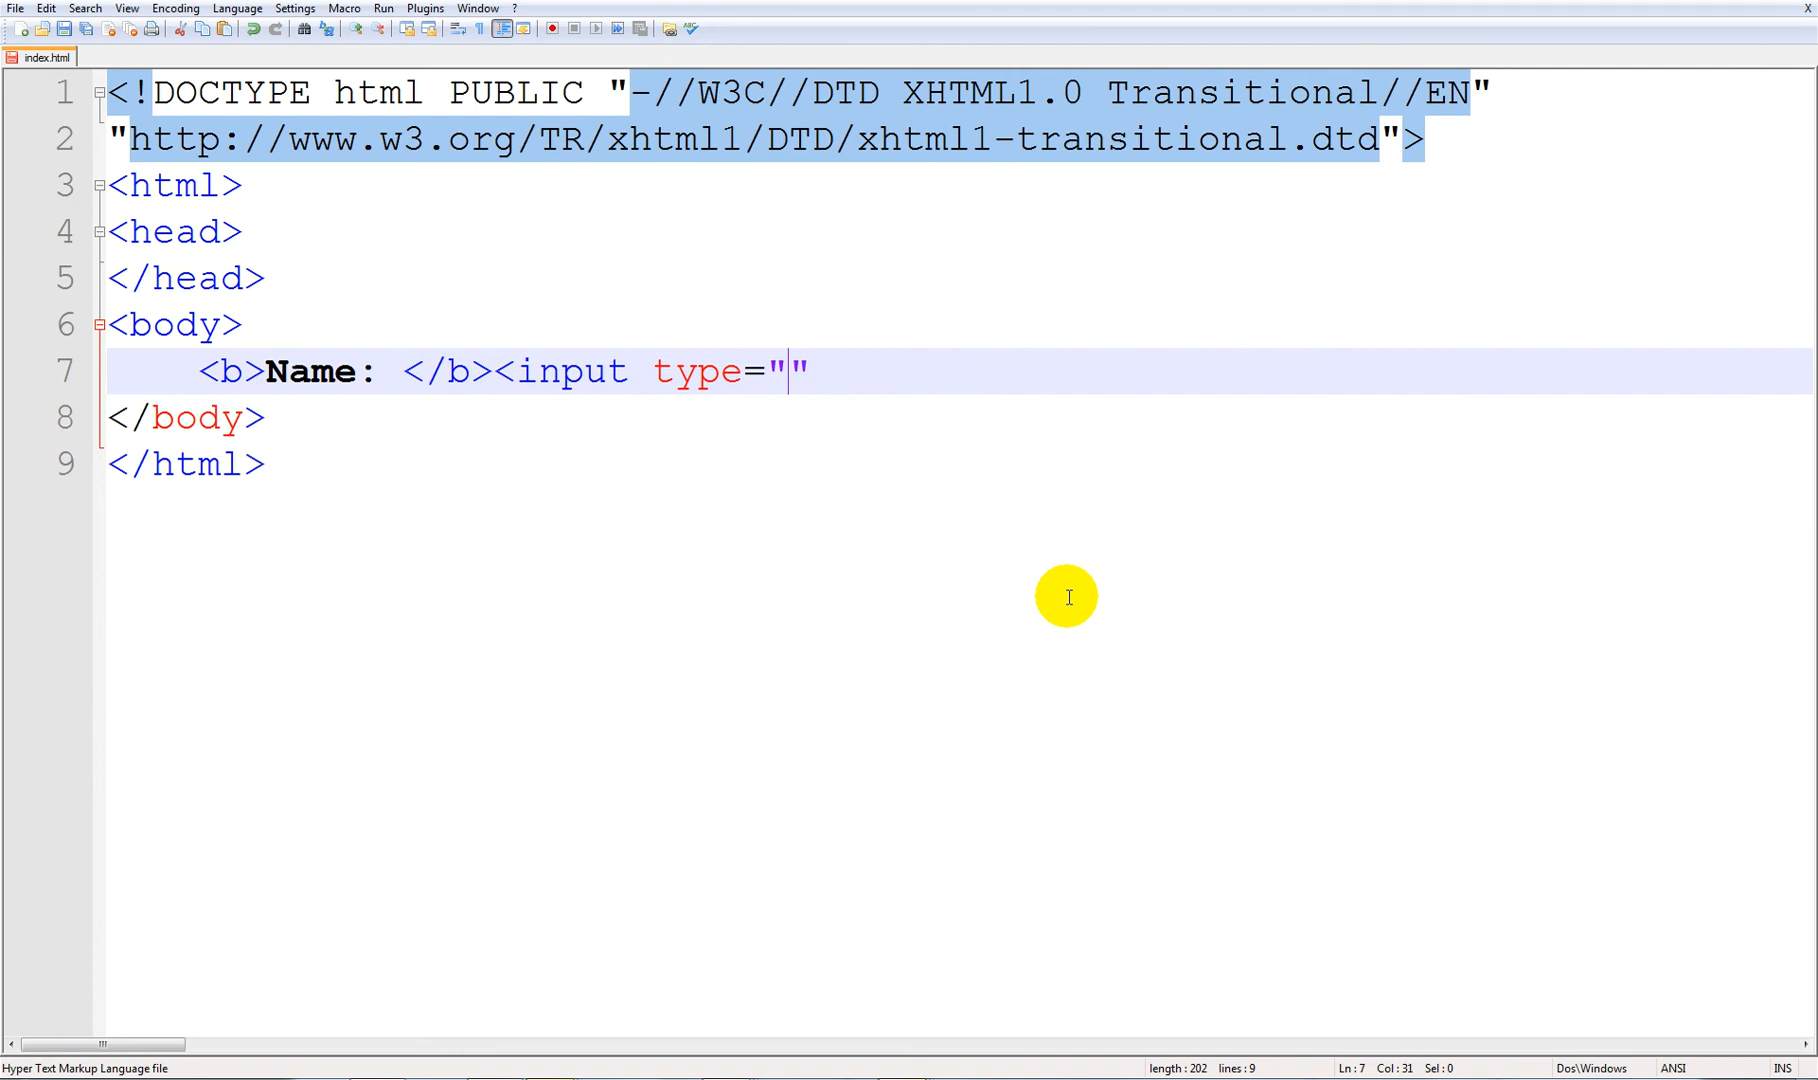 File Edit Search View Encoding Language Settings Macro Run Plugins Window ? X
index.html
1 <!DOCTYPE html PUBLIC "-//W3C//DTD XHTML1.0 Transitional//EN"
2 "http://www.w3.org/TR/xhtml1/DTD/xhtml1-transitional.dtd">
3 <html>
4 <head>
5 </head>
6 <body>
7 <b>Name: </b><input type=""
8 </body>
9 </html>
Hyper Text Markup Language file length : 202 lines : 9 Ln : 7 Col : 31 Sel : 0 Dos\Windows ANSI INS